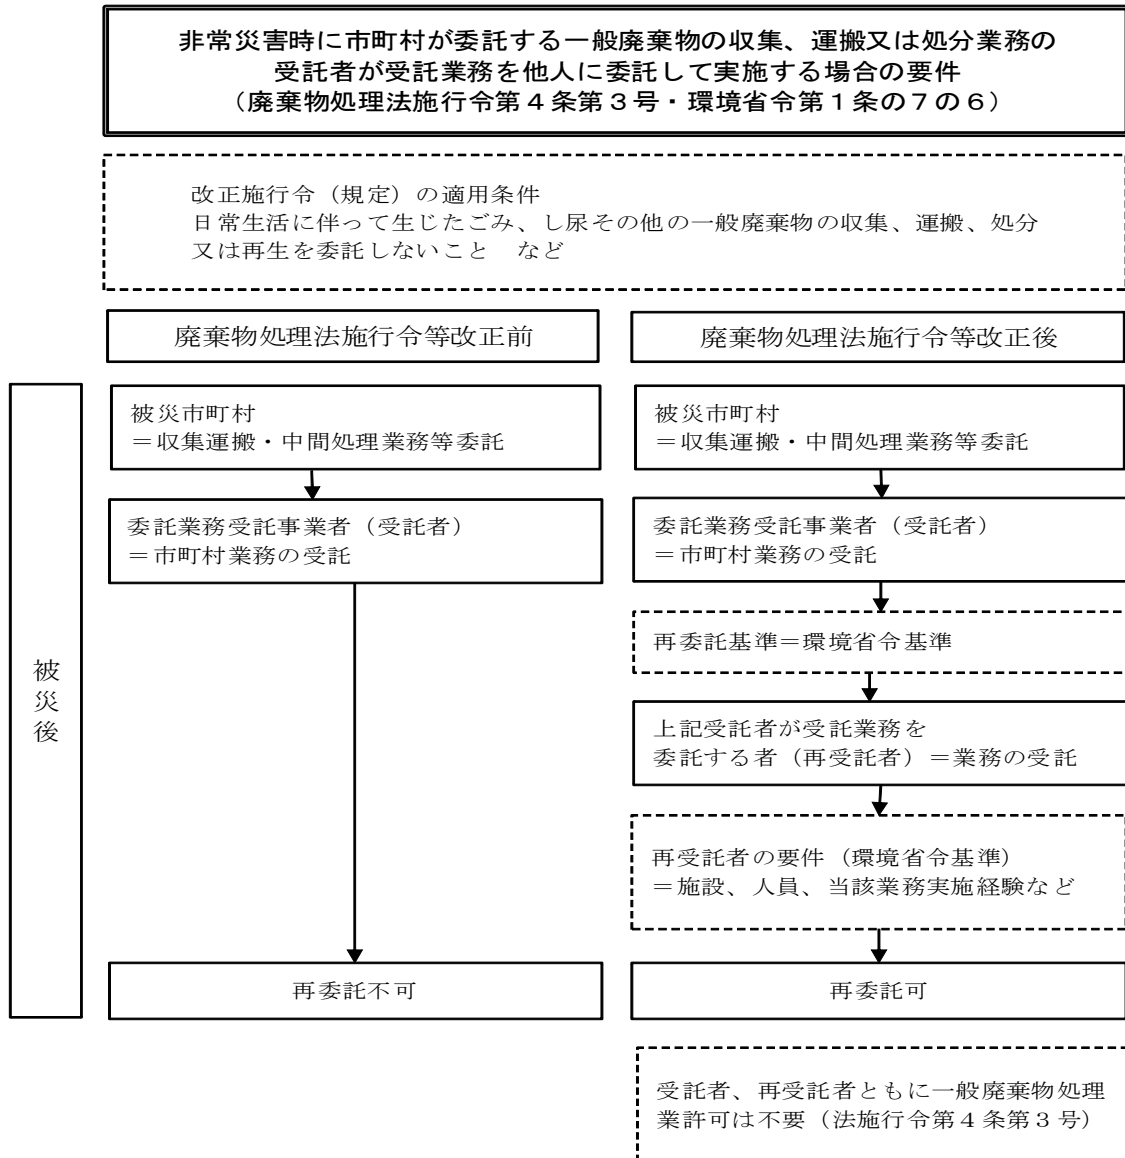 非常災害時に市町村が委託する一般廃棄物の収集、運搬又は処分業務の
受託者が受託業務を他人に委託して実施する場合の要件
（廃棄物処理法施行令第４条第３号・環境省令第１条の７の６）
改正施行令（規定）の適用条件
日常生活に伴って生じたごみ、し尿その他の一般廃棄物の収集、運搬、処分
又は再生を委託しないこと　など
廃棄物処理法施行令等改正前
廃棄物処理法施行令等改正後
被災後
被災市町村
＝収集運搬・中間処理業務等委託
委託業務受託事業者（受託者）
＝市町村業務の受託
再委託不可
被災市町村
＝収集運搬・中間処理業務等委託
委託業務受託事業者（受託者）
＝市町村業務の受託
再委託基準＝環境省令基準
上記受託者が受託業務を
委託する者（再受託者）＝業務の受託
再受託者の要件（環境省令基準）
＝施設、人員、当該業務実施経験など
再委託可
受託者、再受託者ともに一般廃棄物処理
業許可は不要（法施行令第４条第３号）